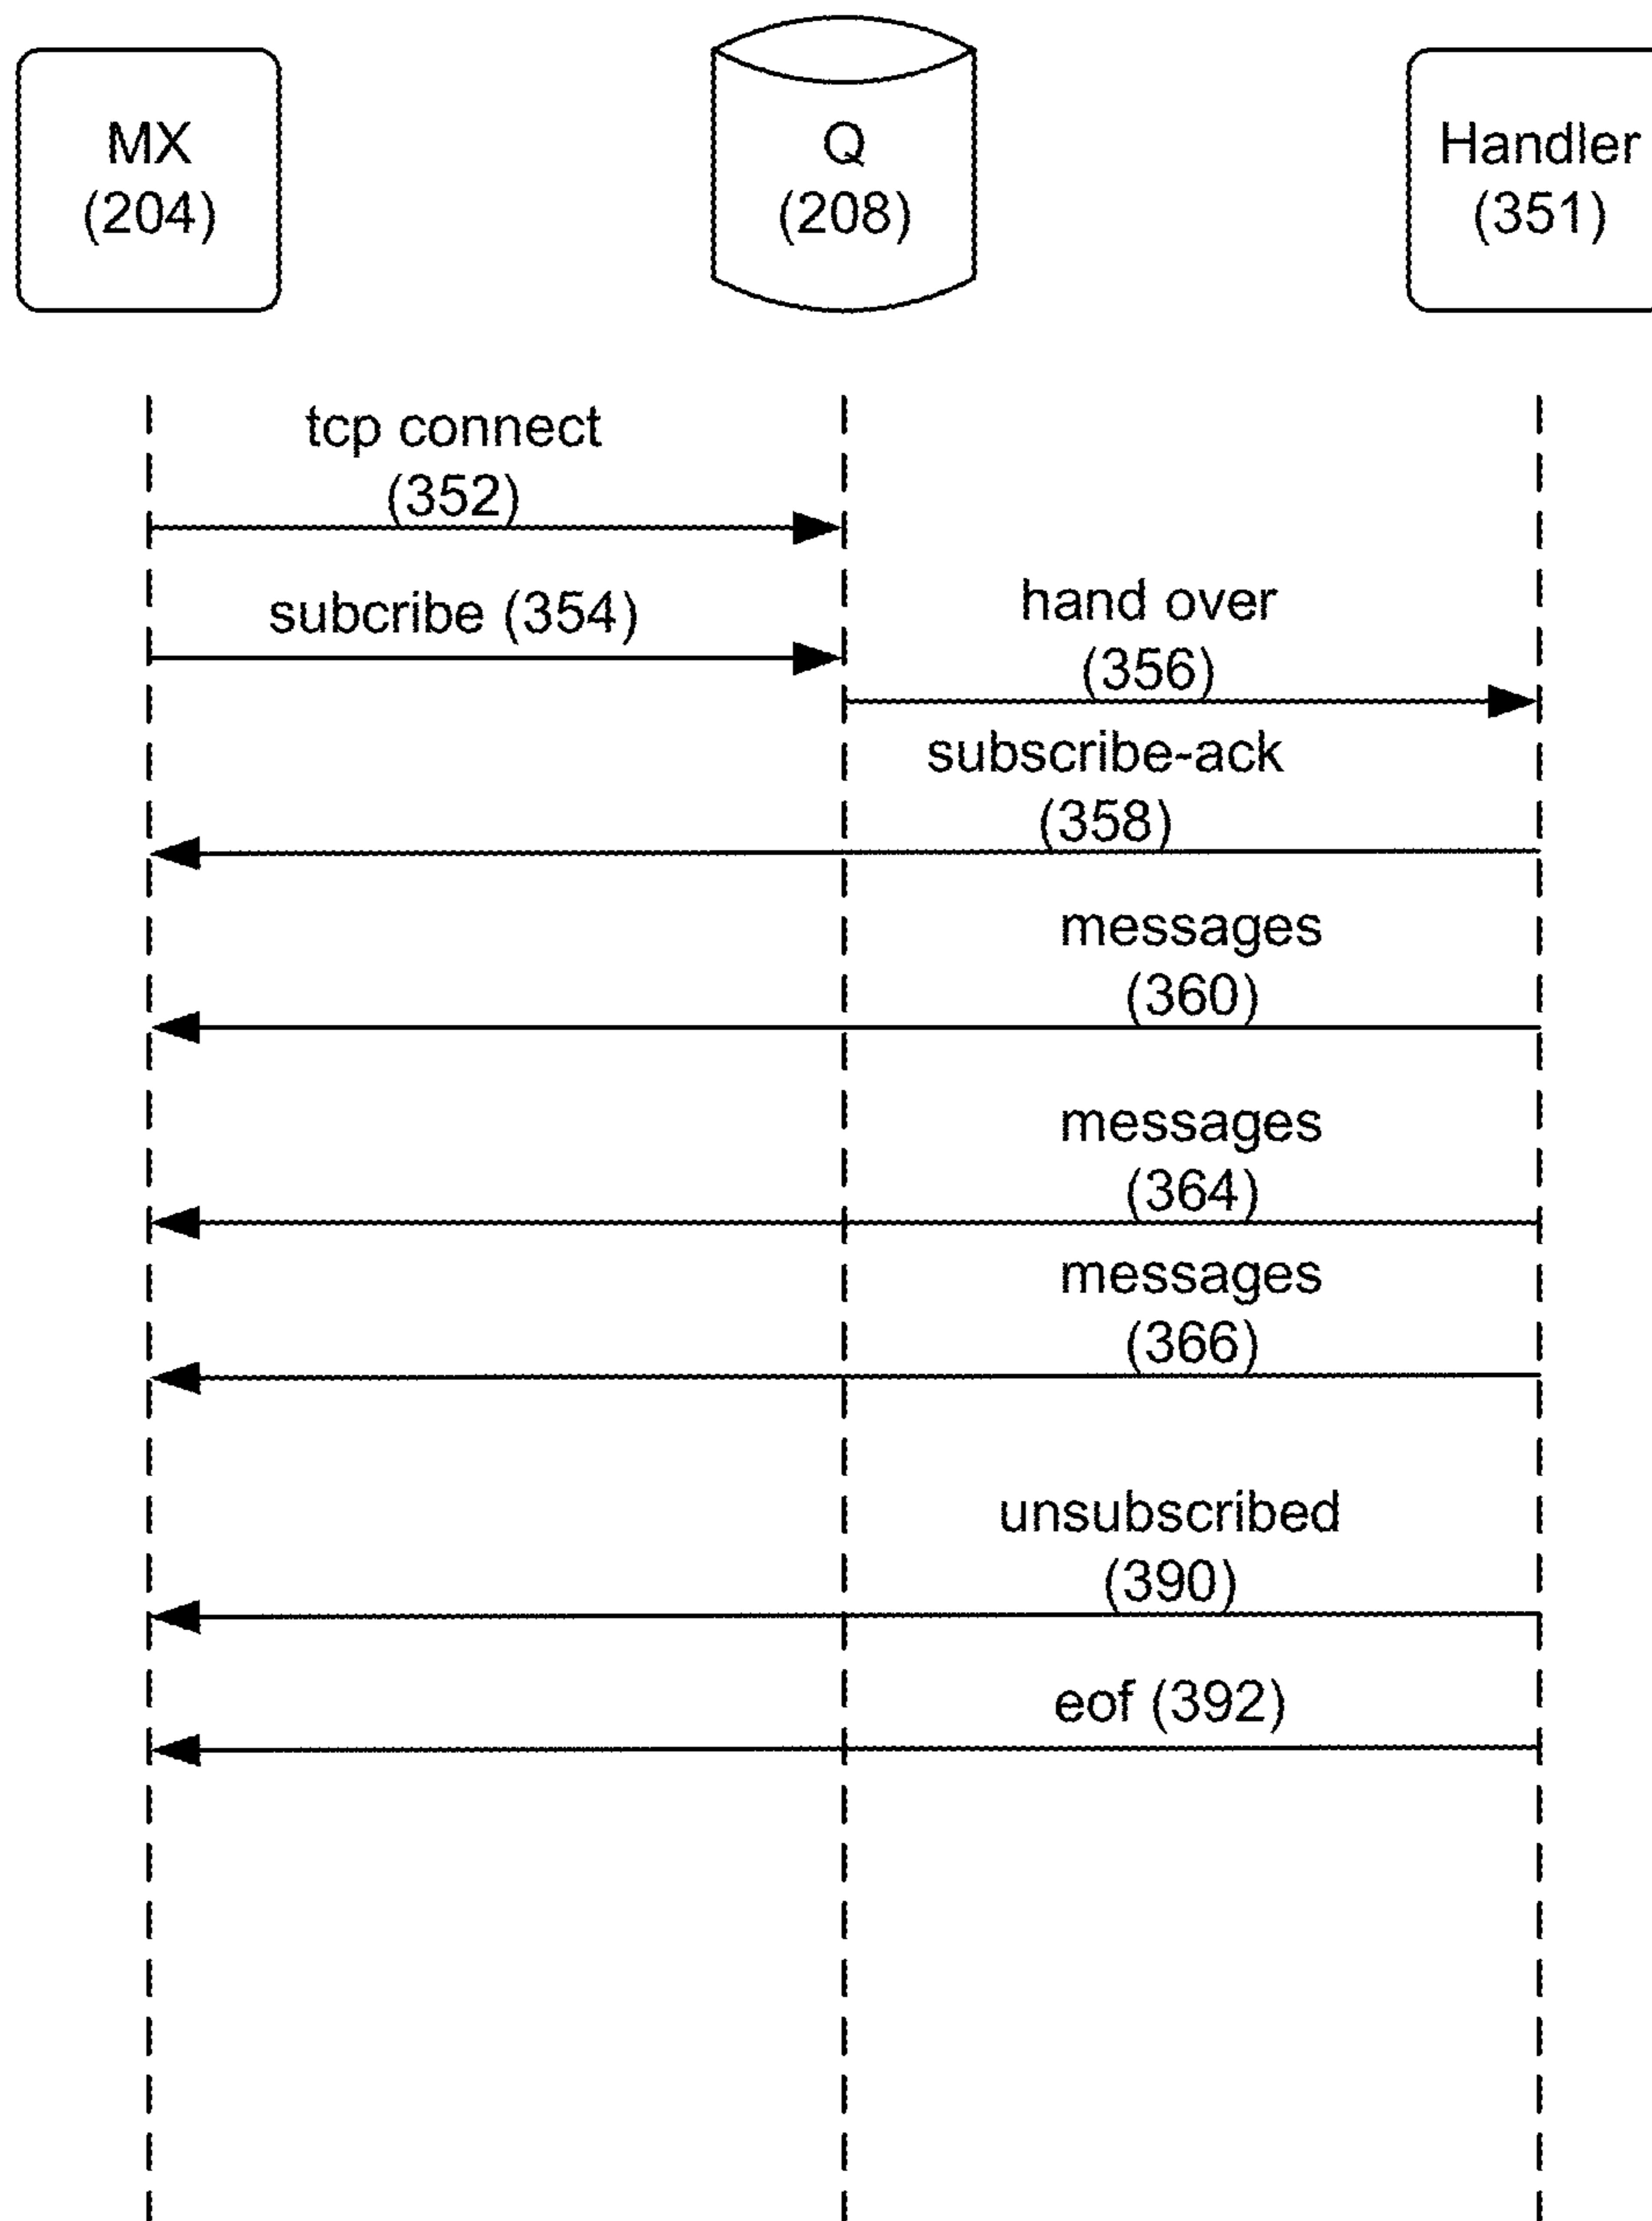 MX
(204)
Q
(208)
Handler
(351)
tcp connect
(352)
subcribe (354)
hand over
(356)
subscribe-ack
(358)
messages
(360)
messages
(364)
messages
(366)
unsubscribed
(390)
eof (392)